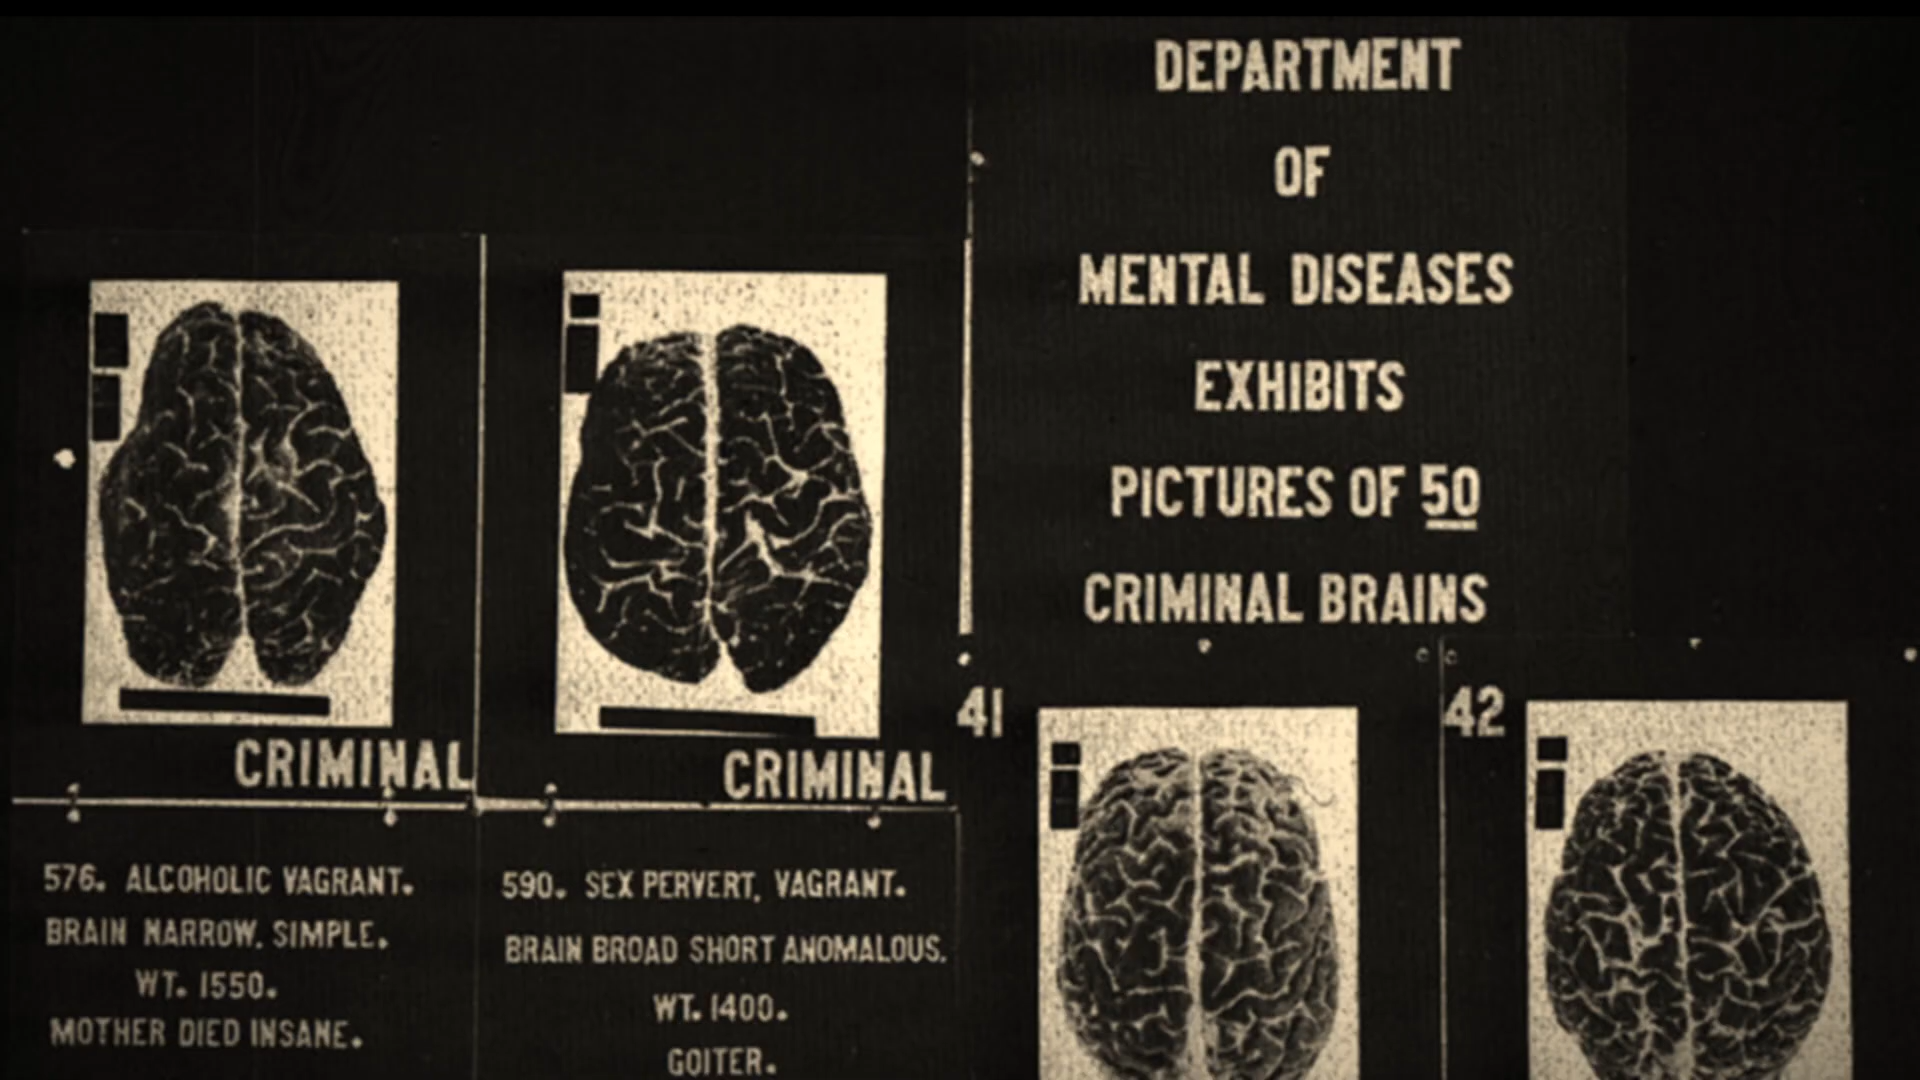 DEPARTMENT
OF
MENTAL DISEASES
EXHIBITS
PICTURES OF 50
CRIMINAL BRAINS
CRIMINAL
576. ALCOHOLIC VAGRANT.
BRAIN NARROW, SIMPLE.
WT. 1550.
MOTHER DIED INSANE.
CRIMINAL
590. SEX PERVERT, VAGRANT.
BRAIN BROAD SHORT ANOMALOUS.
WT. 1400.
GOITER.
41
42